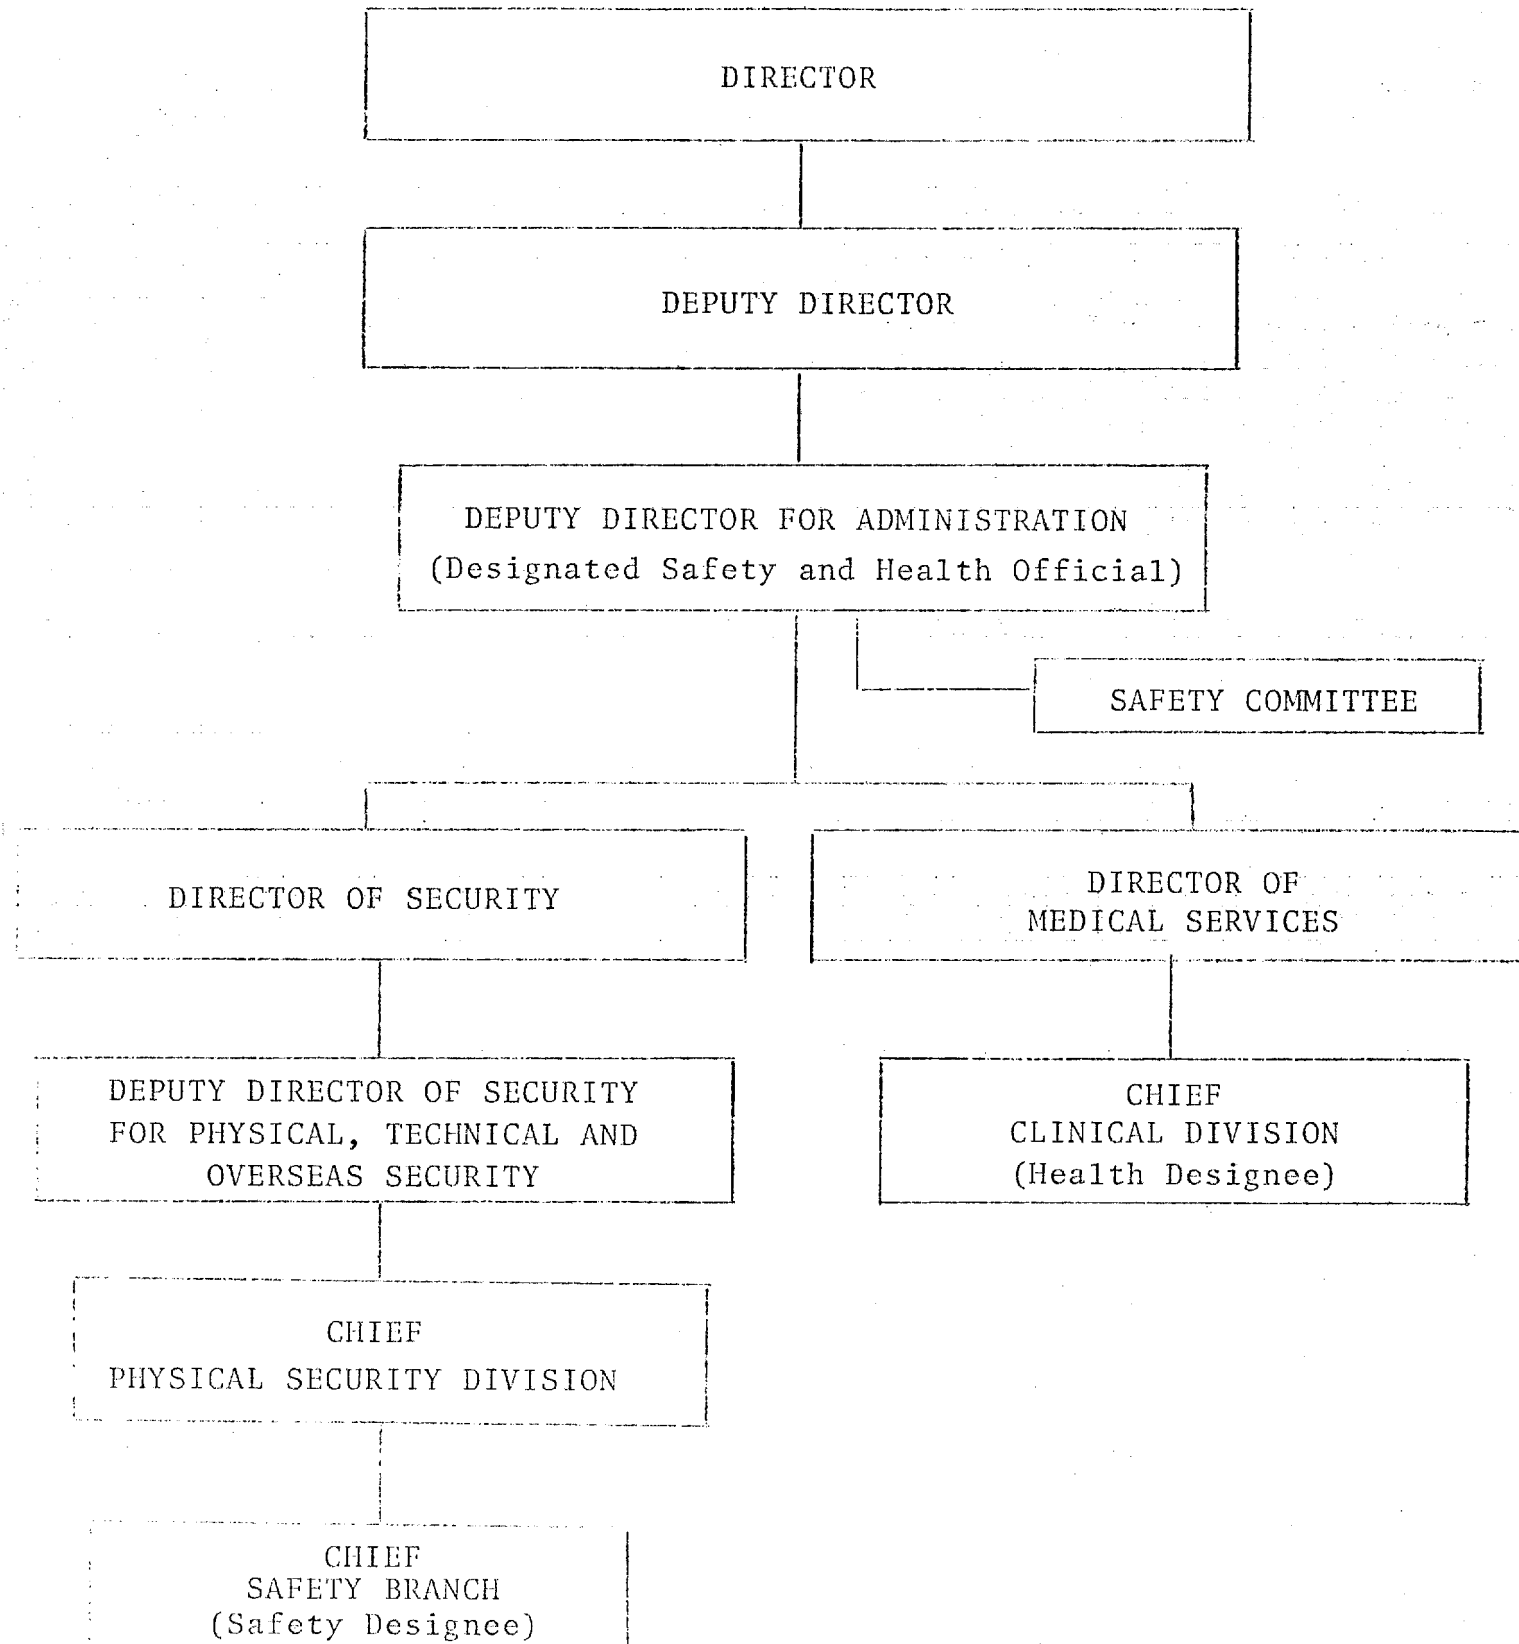 DIRECTOR
DEPUTY DIRECTOR
DEPUTY DIRECTOR FOR ADMINISTRATION
(Designated Safety and Health Official)
SAFETY COMMITTEE
DIRECTOR OF SECURITY
DIRECTOR OF
MEDICAL SERVICES
DEPUTY DIRECTOR OF SECURITY
FOR PHYSICAL, TECHNICAL AND
OVERSEAS SECURITY
CHIEF
CLINICAL DIVISION
(Health Designee)
CHIEF
PHYSICAL SECURITY DIVISION
CHIEF
SAFETY BRANCH
(Safety Designee)